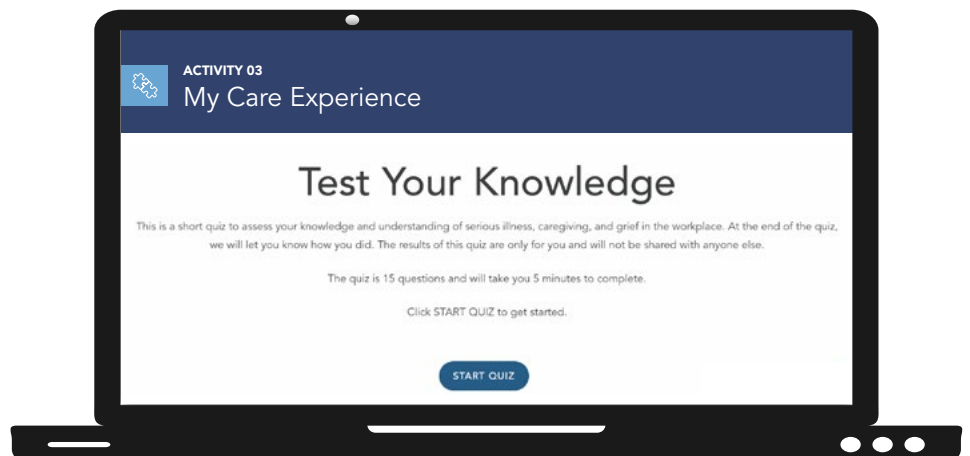 ACTIVITY 03
My Care Experience
Test Your Knowledge
This is a short quiz to assess your knowledge and understanding of serious illness, caregiving, and grief in the workplace. At the end of the quiz,
we will let you know how you did. The results of this quiz are only for you and will not be shared with anyone else.
The quiz is 15 questions and will take you 5 minutes to complete.
Click START QUIZ to get started.
START QUIZ